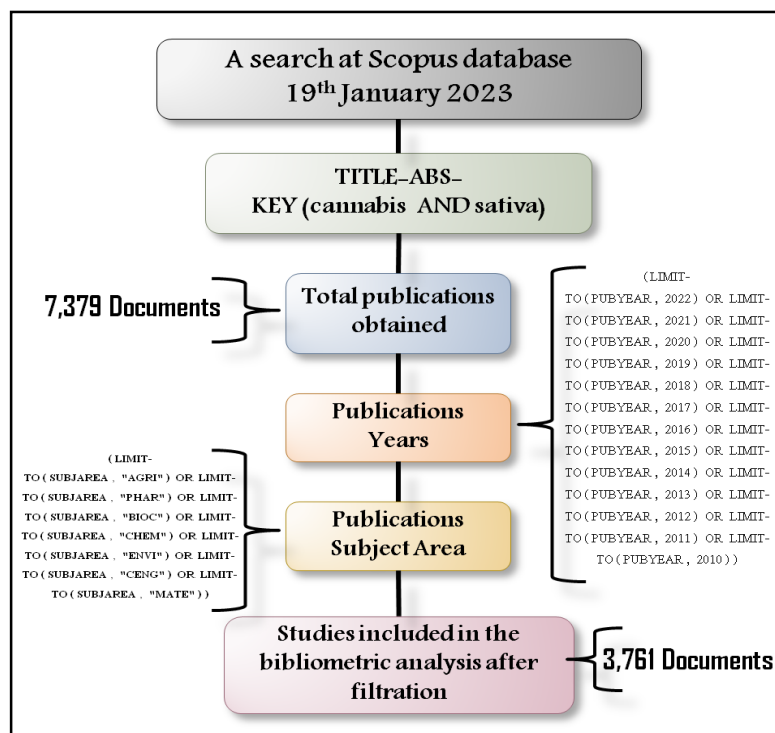 A search at Scopus database
19th January 2023
TITLE-ABS-
KEY (cannabis AND sativa)
7,379 Documents
Total publications
obtained
(LIMIT-
TO(PUBYEAR, 2022) OR LIMIT-
TO(PUBYEAR, 2021) OR LIMIT-
TO(PUBYEAR, 2020) OR LIMIT-
TO(PUBYEAR, 2019) OR LIMIT-
TO(PUBYEAR, 2018) OR LIMIT-
TO(PUBYEAR, 2017) OR LIMIT-
TO(PUBYEAR, 2016) OR LIMIT-
TO(PUBYEAR, 2015) OR LIMIT-
TO(PUBYEAR, 2014) OR LIMIT-
TO(PUBYEAR, 2013) OR LIMIT-
TO(PUBYEAR, 2012) OR LIMIT-
TO(PUBYEAR, 2011) OR LIMIT-
TO(PUBYEAR, 2010))
Publications
Years
(LIMIT-
TO(SUBJAREA, "AGRI") OR LIMIT-
TO(SUBJAREA, "PHAR") OR LIMIT-
TO(SUBJAREA, "BIOC") OR LIMIT-
TO(SUBJAREA, "CHEM") OR LIMIT-
TO(SUBJAREA, "ENVI") OR LIMIT-
TO(SUBJAREA, "CENG") OR LIMIT-
TO(SUBJAREA, "MATE"))
Publications
Subject Area
Studies included in the
bibliometric analysis after
filtration
3,761 Documents